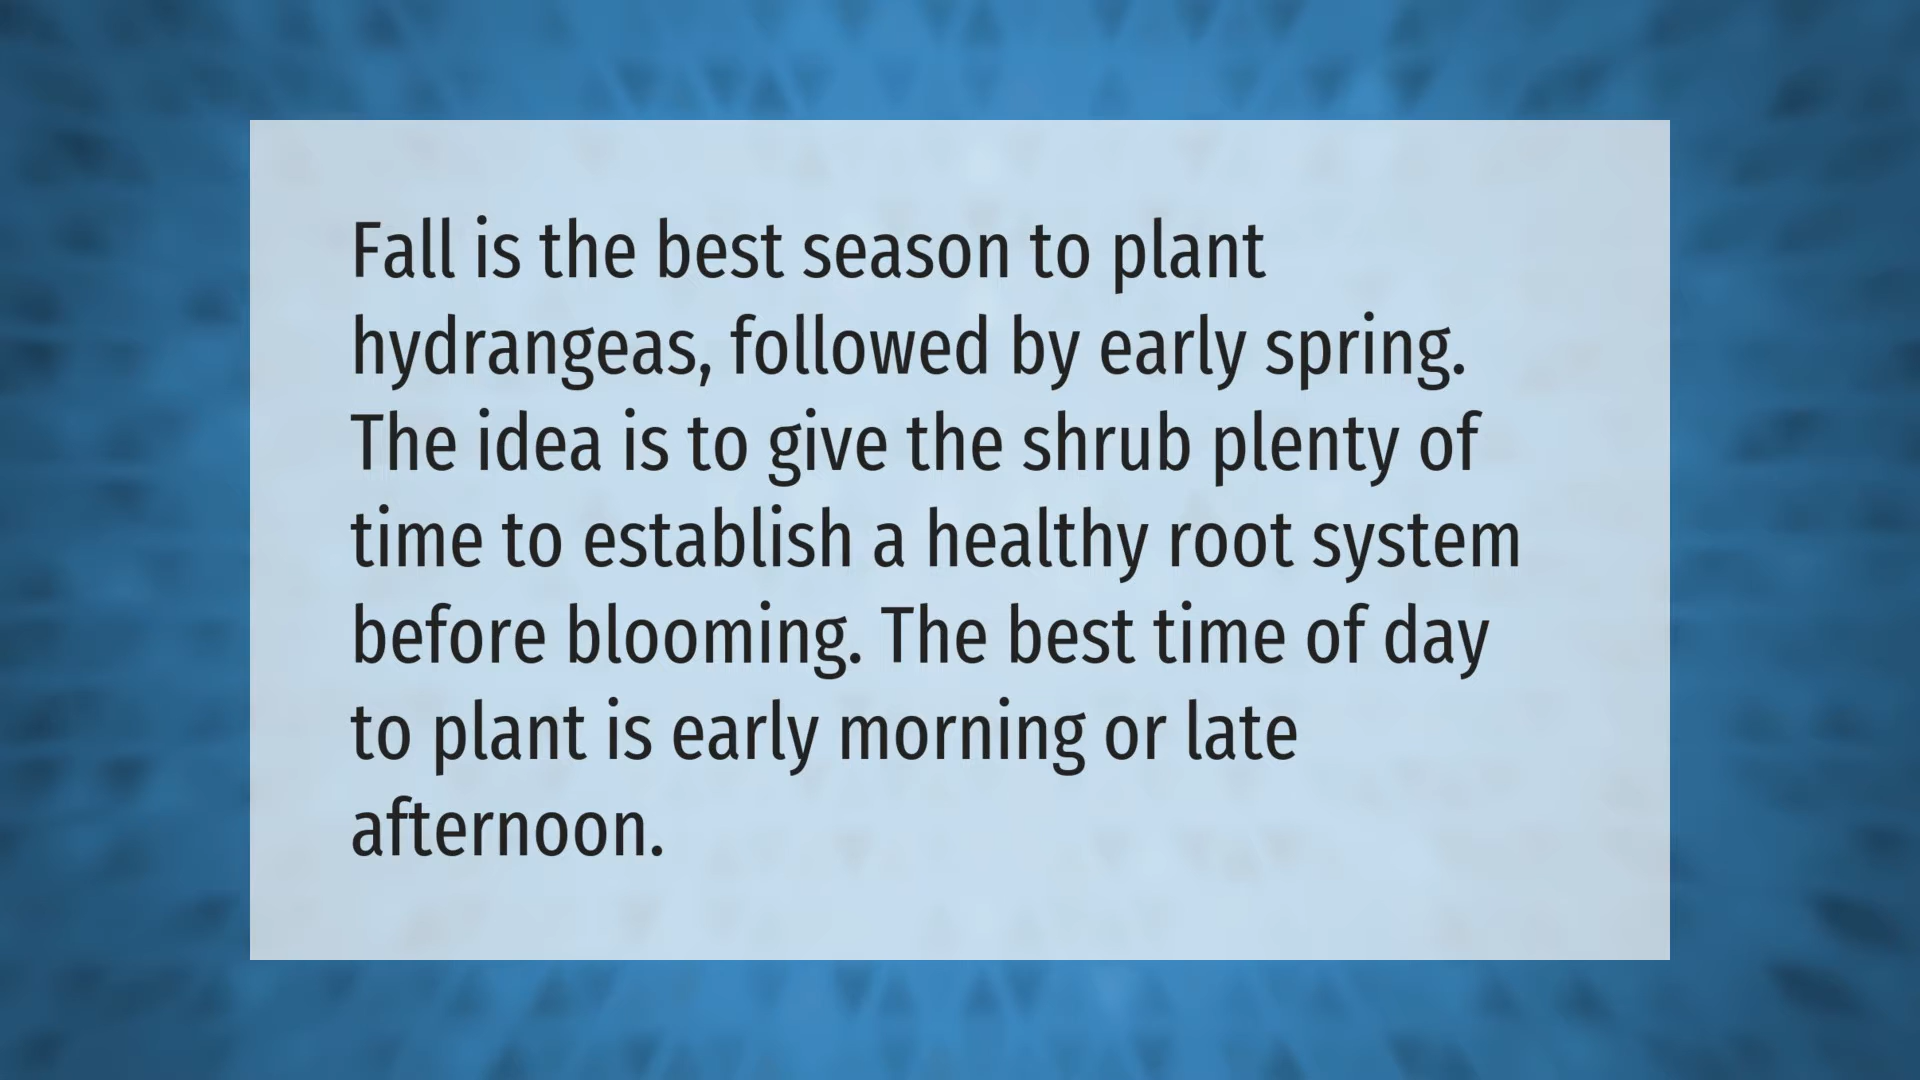 Fall is the best season to plant
hydrangeas, followed by early spring.
The idea is to give the shrub plenty of
time to establish a healthy root system
before blooming. The best time of day
to plant is early morning or late
afternoon.